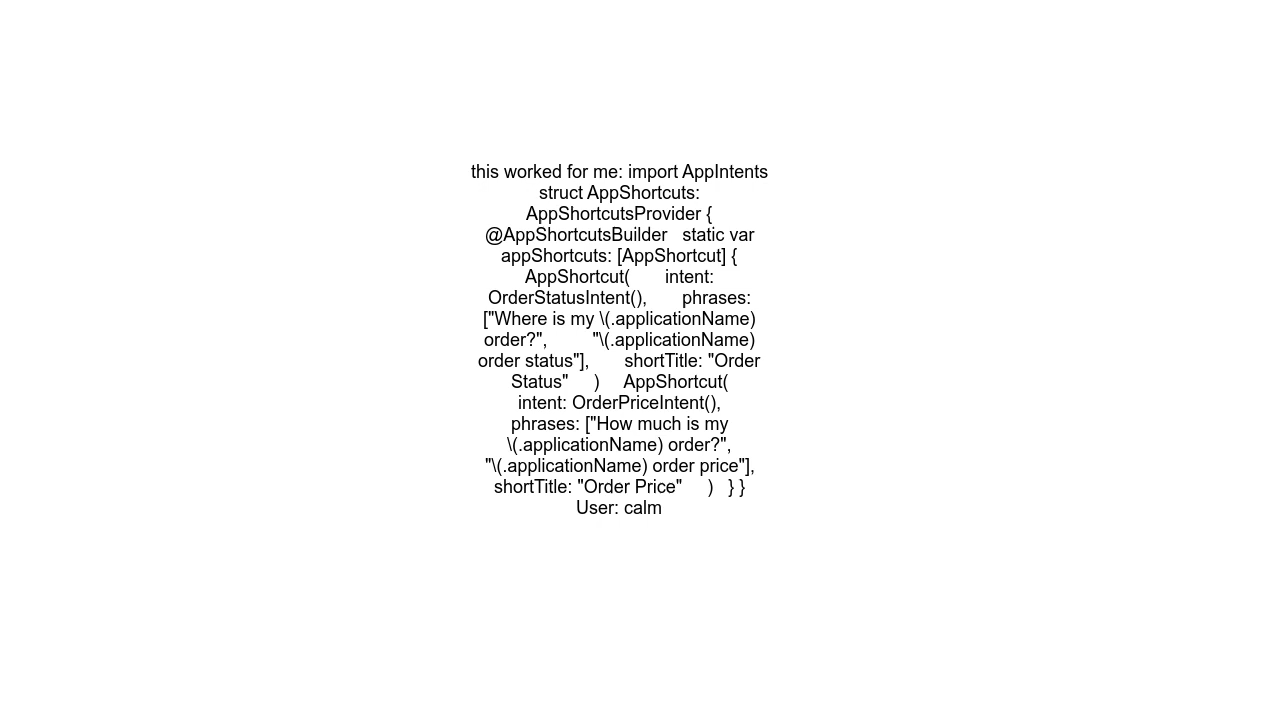 this worked for me: import AppIntents
struct AppShortcuts:
AppShortcutsProvider {
@AppShortcutsBuilder   static var
appShortcuts: [AppShortcut] {
AppShortcut(       intent:
OrderStatusIntent(),       phrases:
["Where is my \(.applicationName)
order?",         "\(.applicationName)
order status"],       shortTitle: "Order
Status"     )     AppShortcut(
intent: OrderPriceIntent(),
phrases: ["How much is my
\(.applicationName) order?",
"\(.applicationName) order price"],
shortTitle: "Order Price"     )   } }
User: calm